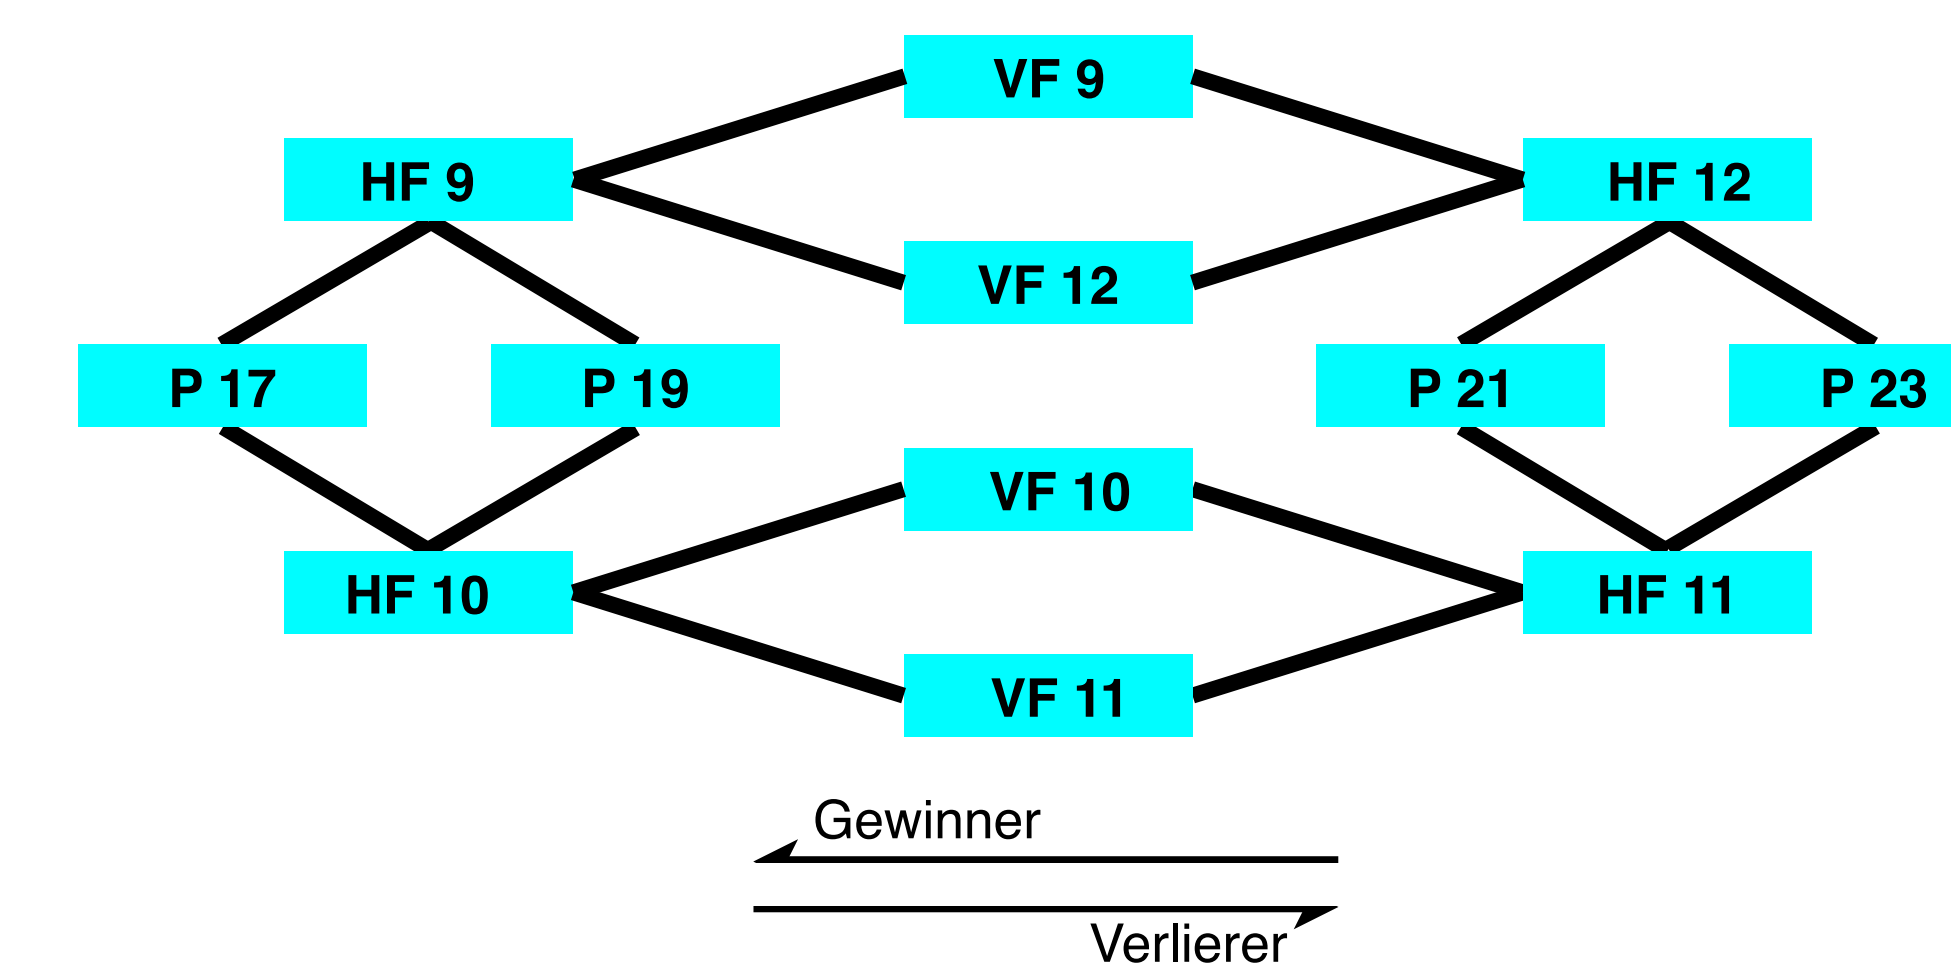 VF 9
HF 9
HF 12
VF 12
P 17
P 19
P 21
P 23
VF 10
HF 10
HF 11
VF 11
Gewinner
Verlierer